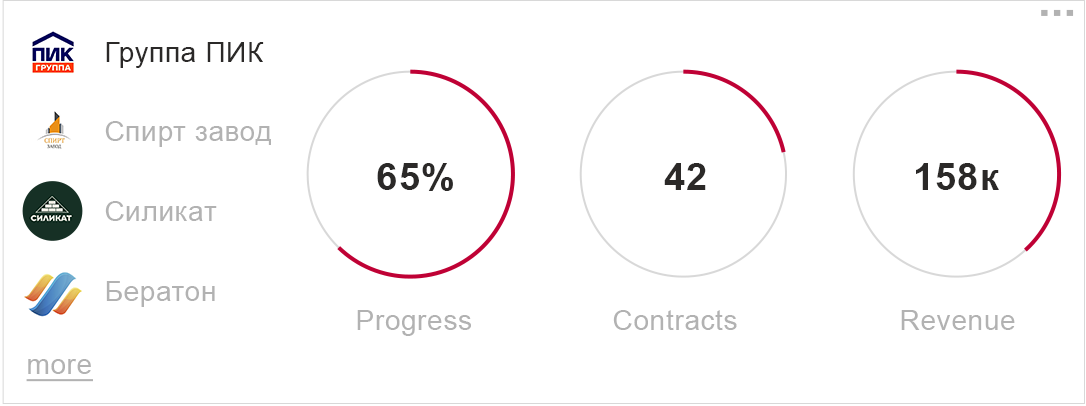 ПИК
ГРУППА
Группа ПИК
СПИРТ
ЗАВОД
Спирт завод
СИЛИКАТ
Силикат
Бератон
more
65%
Progress
42
Contracts
158к
Revenue